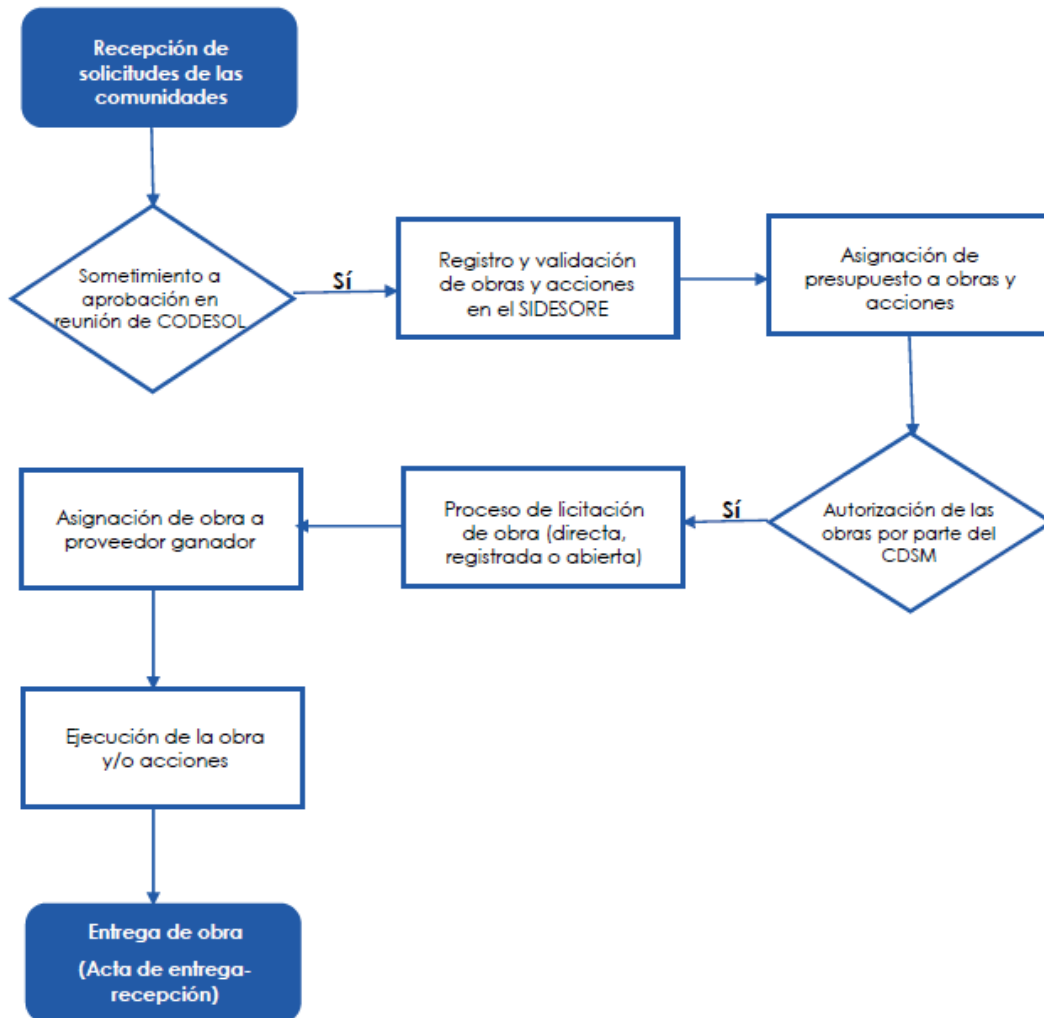 Recepción de
solicitudes de las
comunidades
Sometimiento a
aprobación en
reunión de CODESOL
Sí
Registro y validación
de obras y acciones
en el SIDESORE
Asignación de
presupuesto a obras y
acciones
Autorización de las
obras por parte del
CDSM
Sí
Proceso de licitación
de obra (directa,
registrada o abierta)
Asignación de obra a
proveedor ganador
Ejecución de la obra
y/o acciones
Entrega de obra
(Acta de entrega-
recepción)